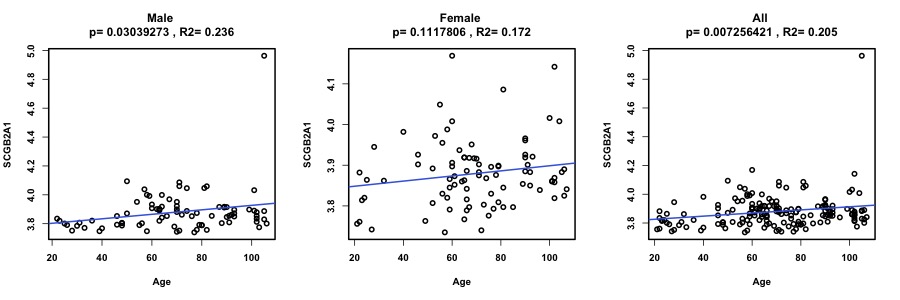 Male
p= 0.03039273 , R2= 0.236
SCGB2A1
5.0
4.8
4.6
4.4
4.2
4.0
3.8
20 40 60 80 100
Age
Female
p= 0.1117806 , R2= 0.172
SCGB2A1
4.1
4.0
3.9
3.8
20 40 60 80 100
Age
All
p= 0.007256421 , R2= 0.205
SCGB2A1
5.0
4.8
4.6
4.4
4.2
4.0
3.8
20 40 60 80 100
Age